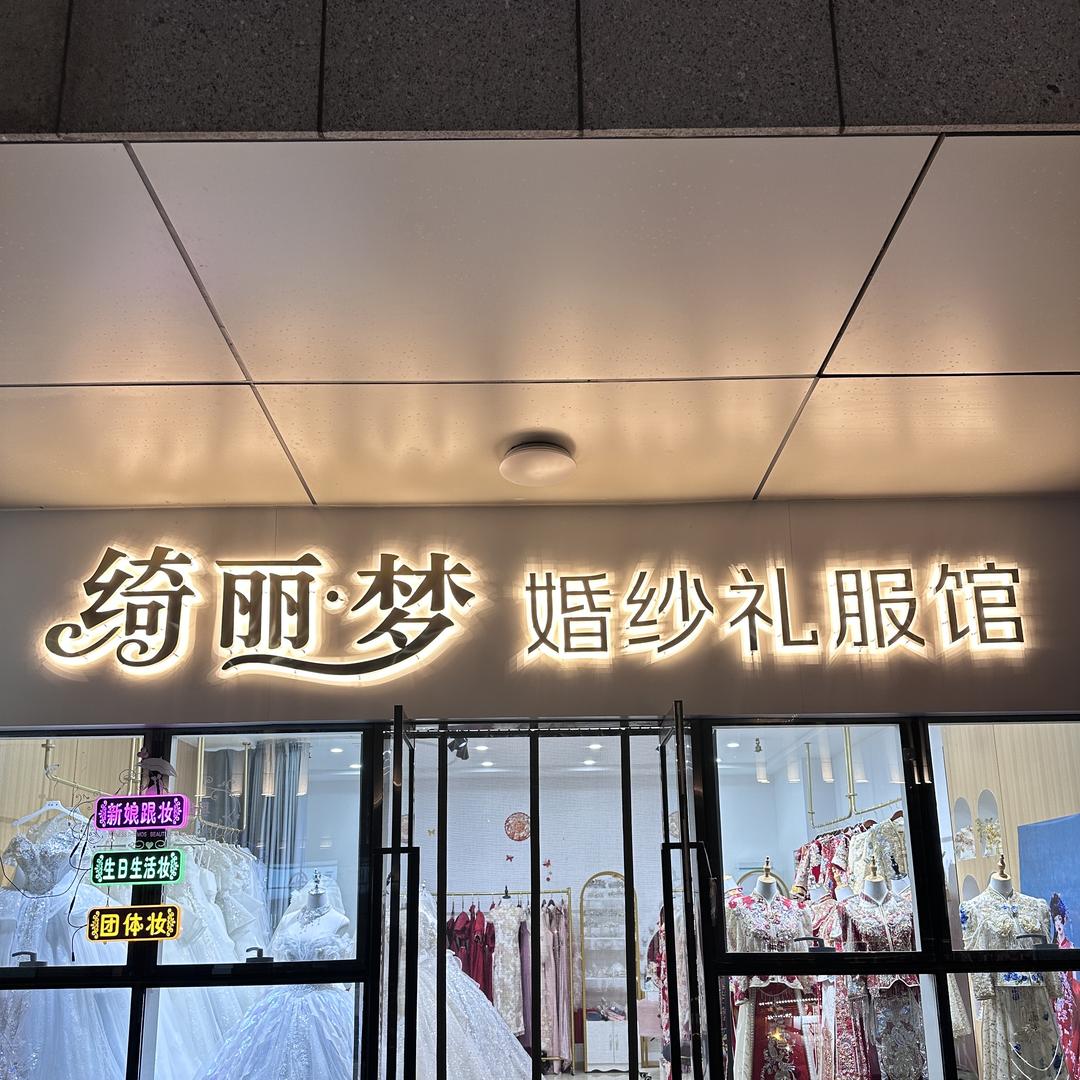 绮丽·梦 婚纱礼服馆
新娘跟妆
生日生活妆
团体妆